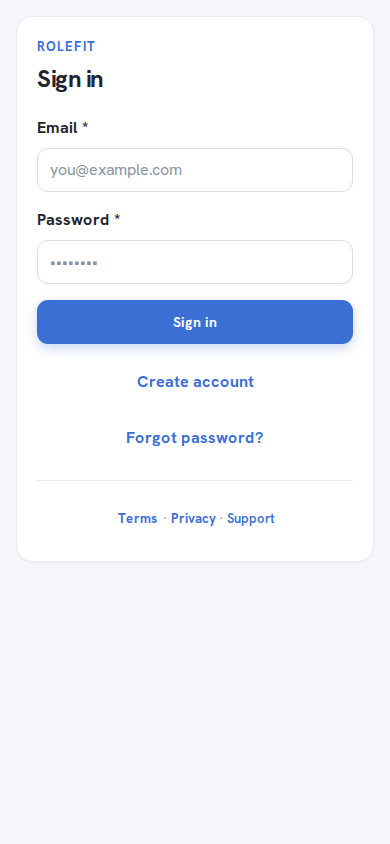 ROLEFIT
Sign in
Email *
you@example.com
Password *
••••••••
Sign in
Create account
Forgot password?
Terms · Privacy · Support